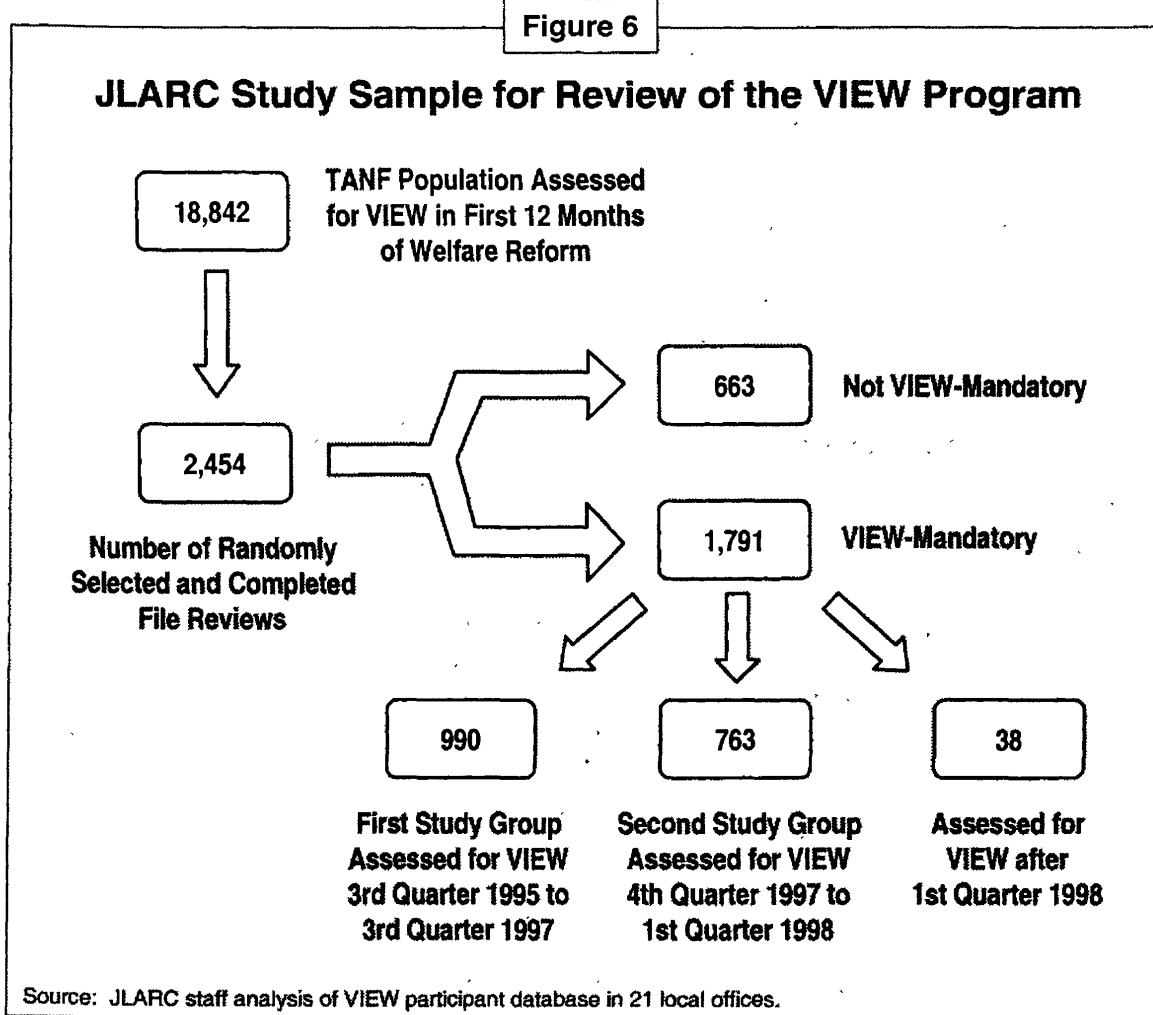 Figure 6
JLARC Study Sample for Review of the VIEW Program
18,842
TANF Population Assessed
for VIEW in First 12 Months
of Welfare Reform
2,454
Number of Randomly
Selected and Completed
File Reviews
663
Not VIEW-Mandatory
1,791
VIEW-Mandatory
990
First Study Group
Assessed for VIEW
3rd Quarter 1995 to
3rd Quarter 1997
763
Second Study Group
Assessed for VIEW
4th Quarter 1997 to
1st Quarter 1998
38
Assessed for
VIEW after
1st Quarter 1998
Source: JLARC staff analysis of VIEW participant database in 21 local offices.